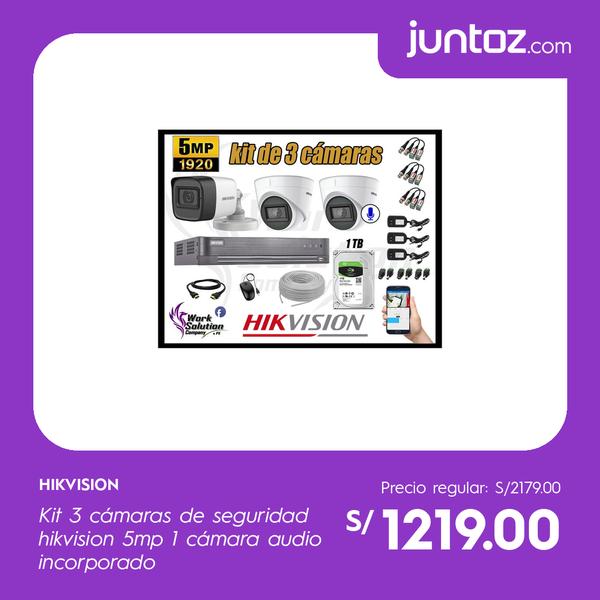 juntoz.com
5MP
1920
kit de 3 cámaras
HIKVISION
1 TB
Work
Solution
Company
HIKVISION
HIKVISION
Precio regular: S/2179.00
Kit 3 cámaras de seguridad
hikvision 5mp 1 cámara audio
incorporado
S/ 1219.00